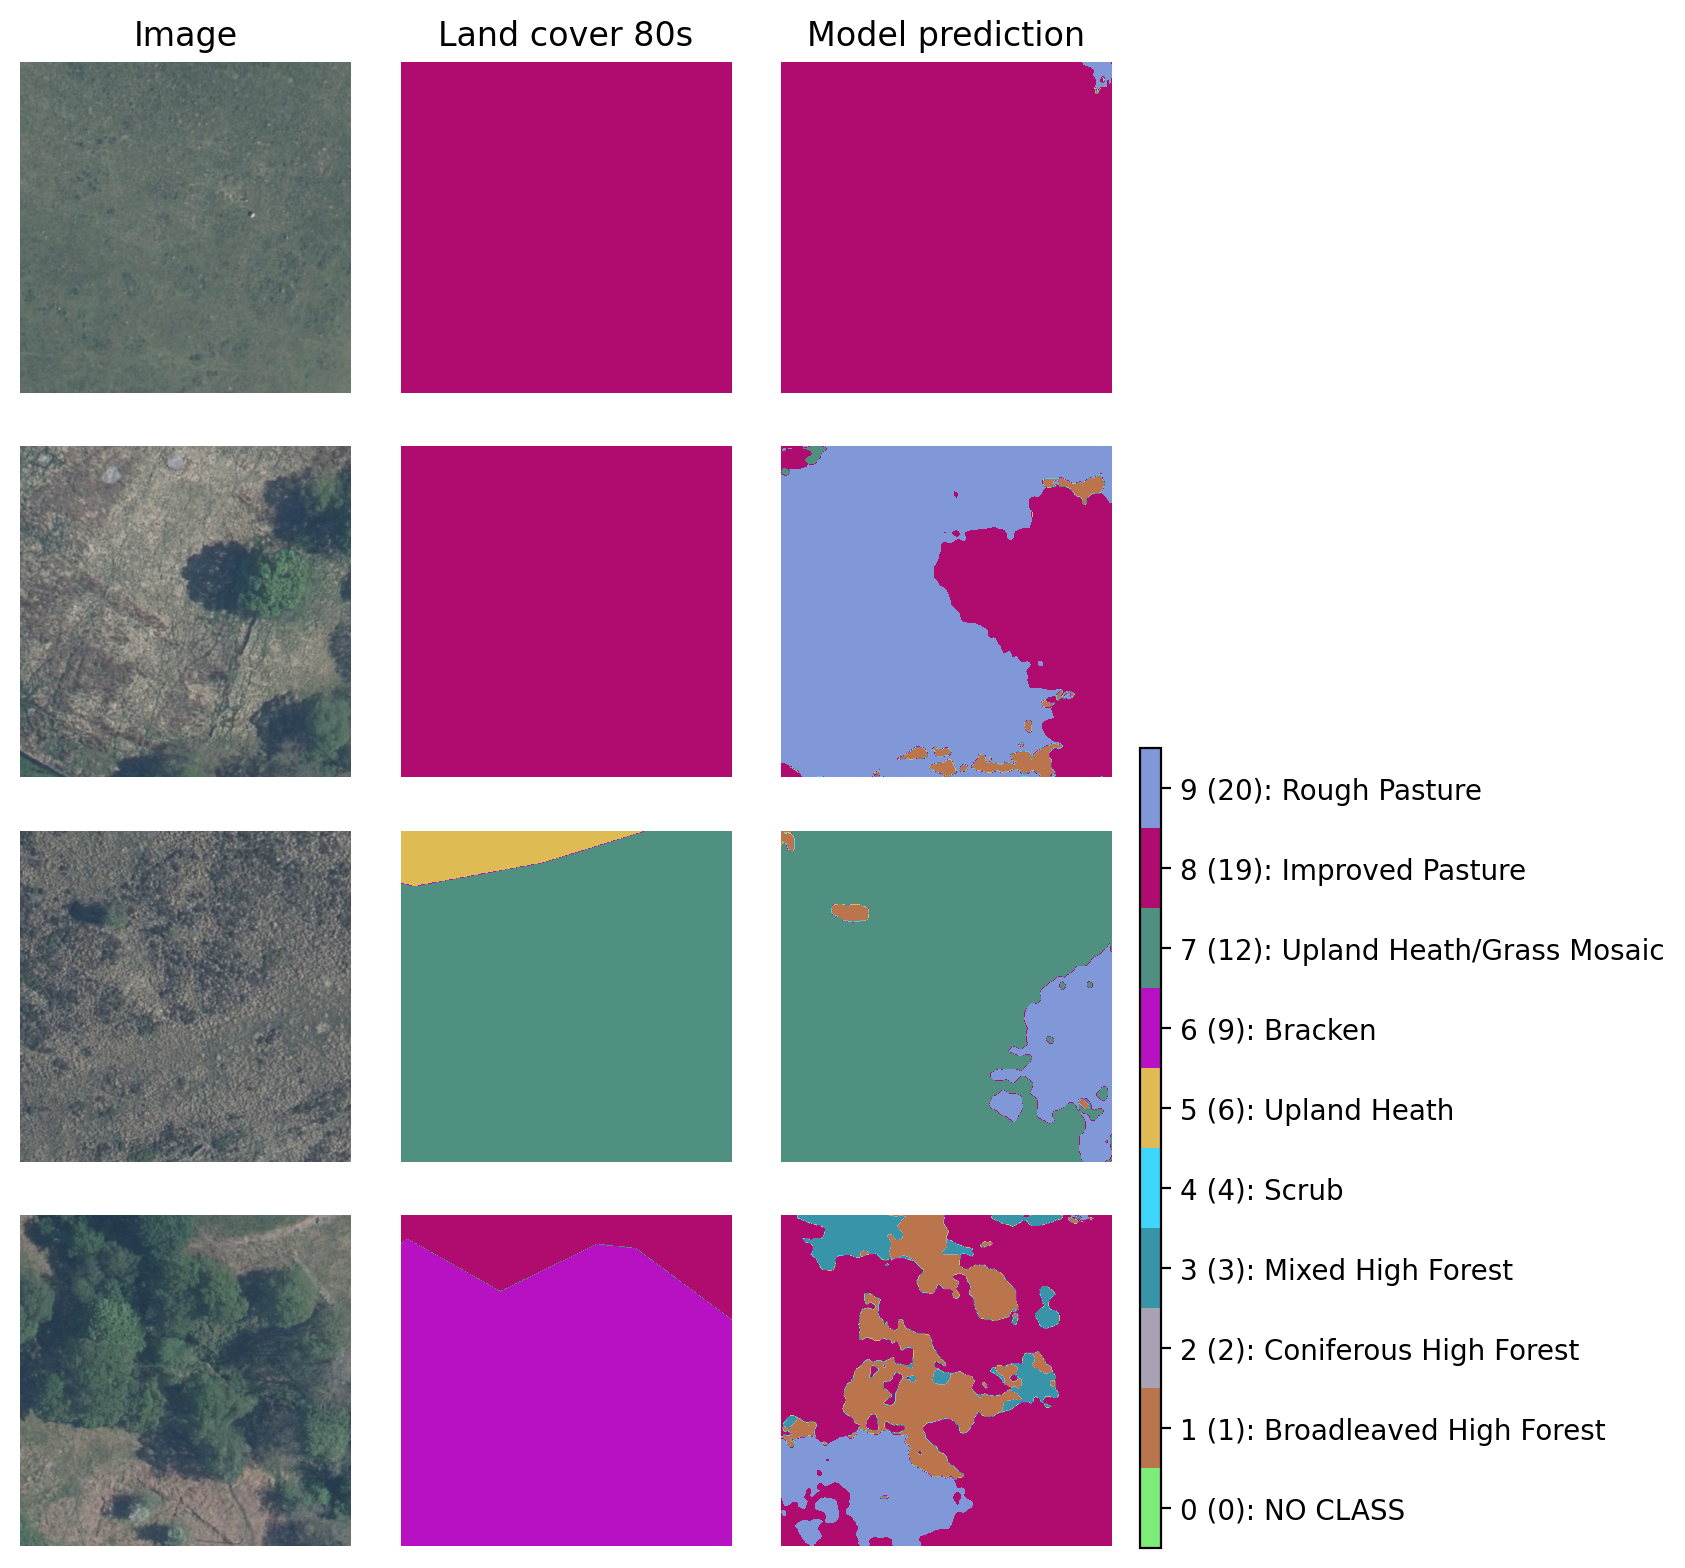 Image
Land cover 80s
Model prediction
9 (20): Rough Pasture
8 (19): Improved Pasture
7 (12): Upland Heath/Grass Mosaic
6 (9): Bracken
5 (6): Upland Heath
4 (4): Scrub
3 (3): Mixed High Forest
2 (2): Coniferous High Forest
1 (1): Broadleaved High Forest
0 (0): NO CLASS